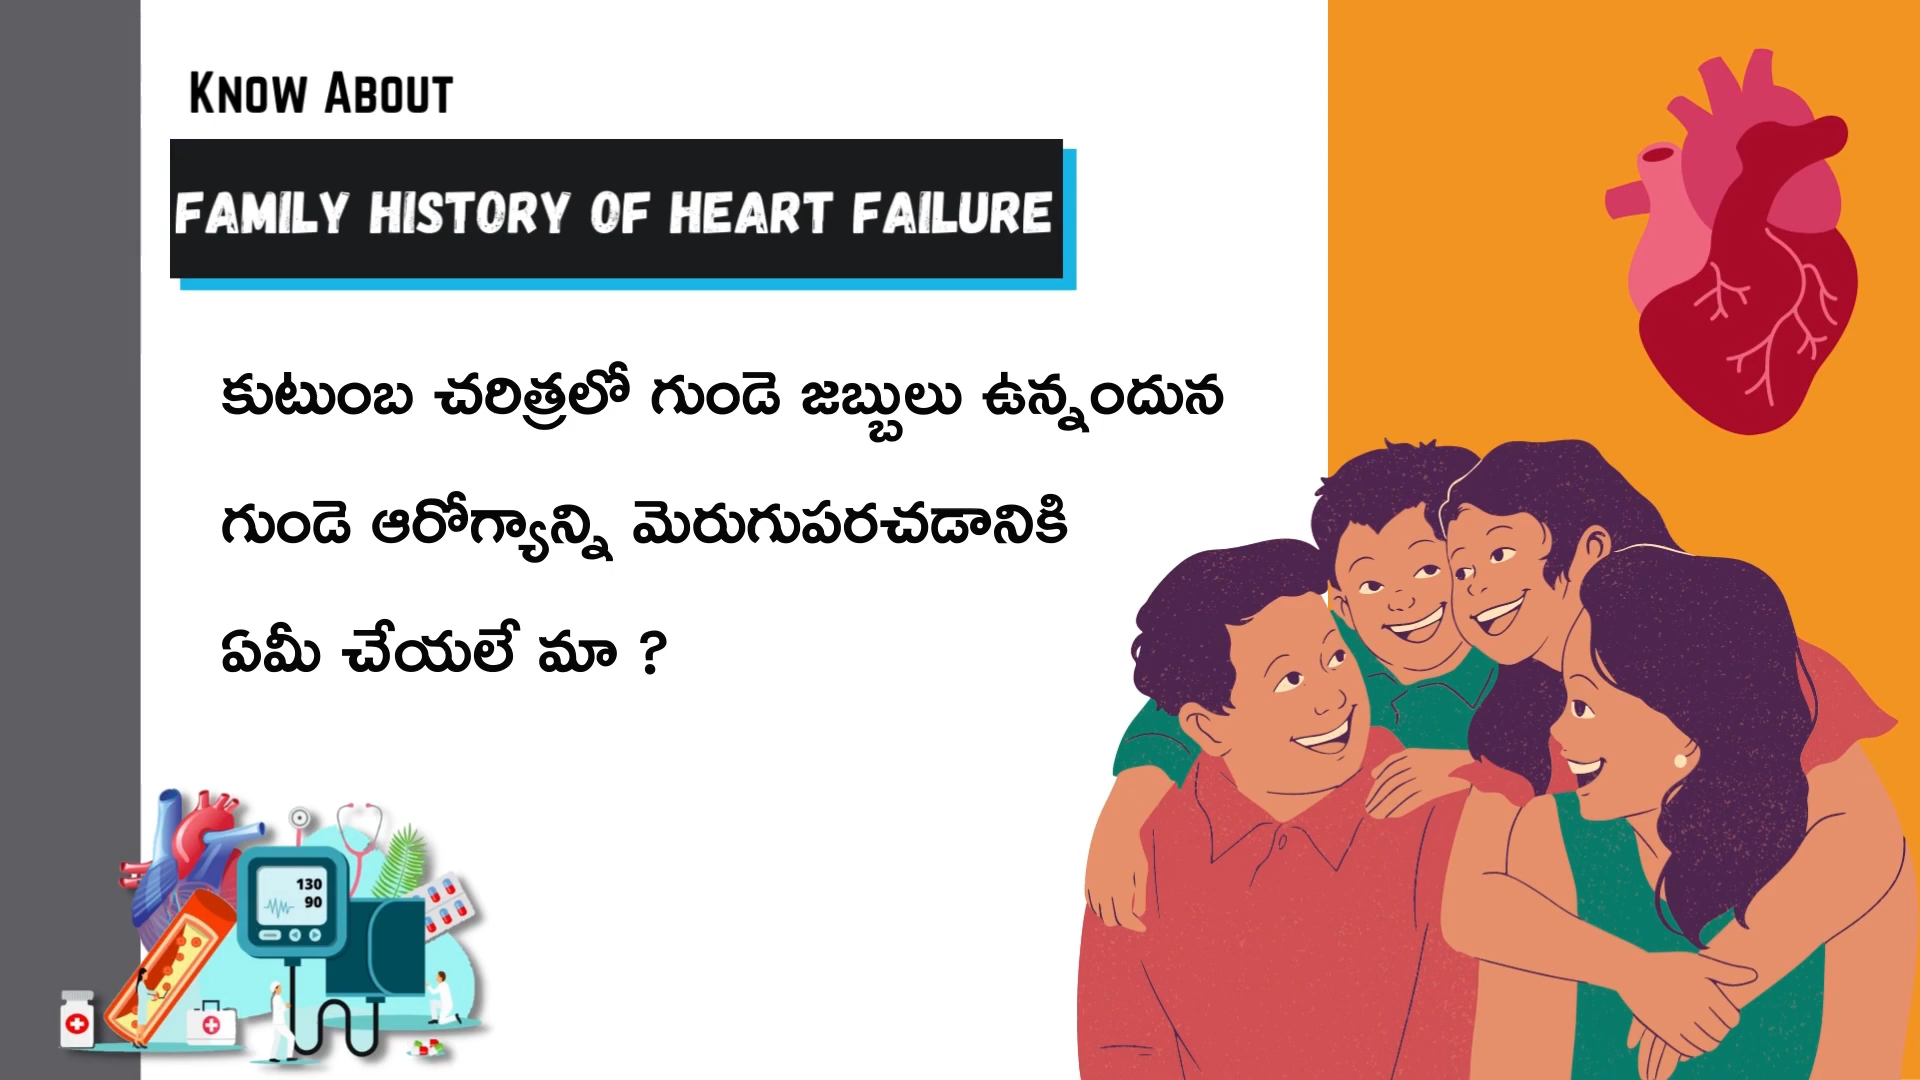 KNOW ABOUT
FAMILY HISTORY OF HEART FAILURE
కుటుంబ చరిత్రలో గుండె జబ్బులు ఉన్నందున
గుండె ఆరోగ్యాన్ని మెరుగుపరచడానికి
ఏమీ చేయలే మా ?
130
90